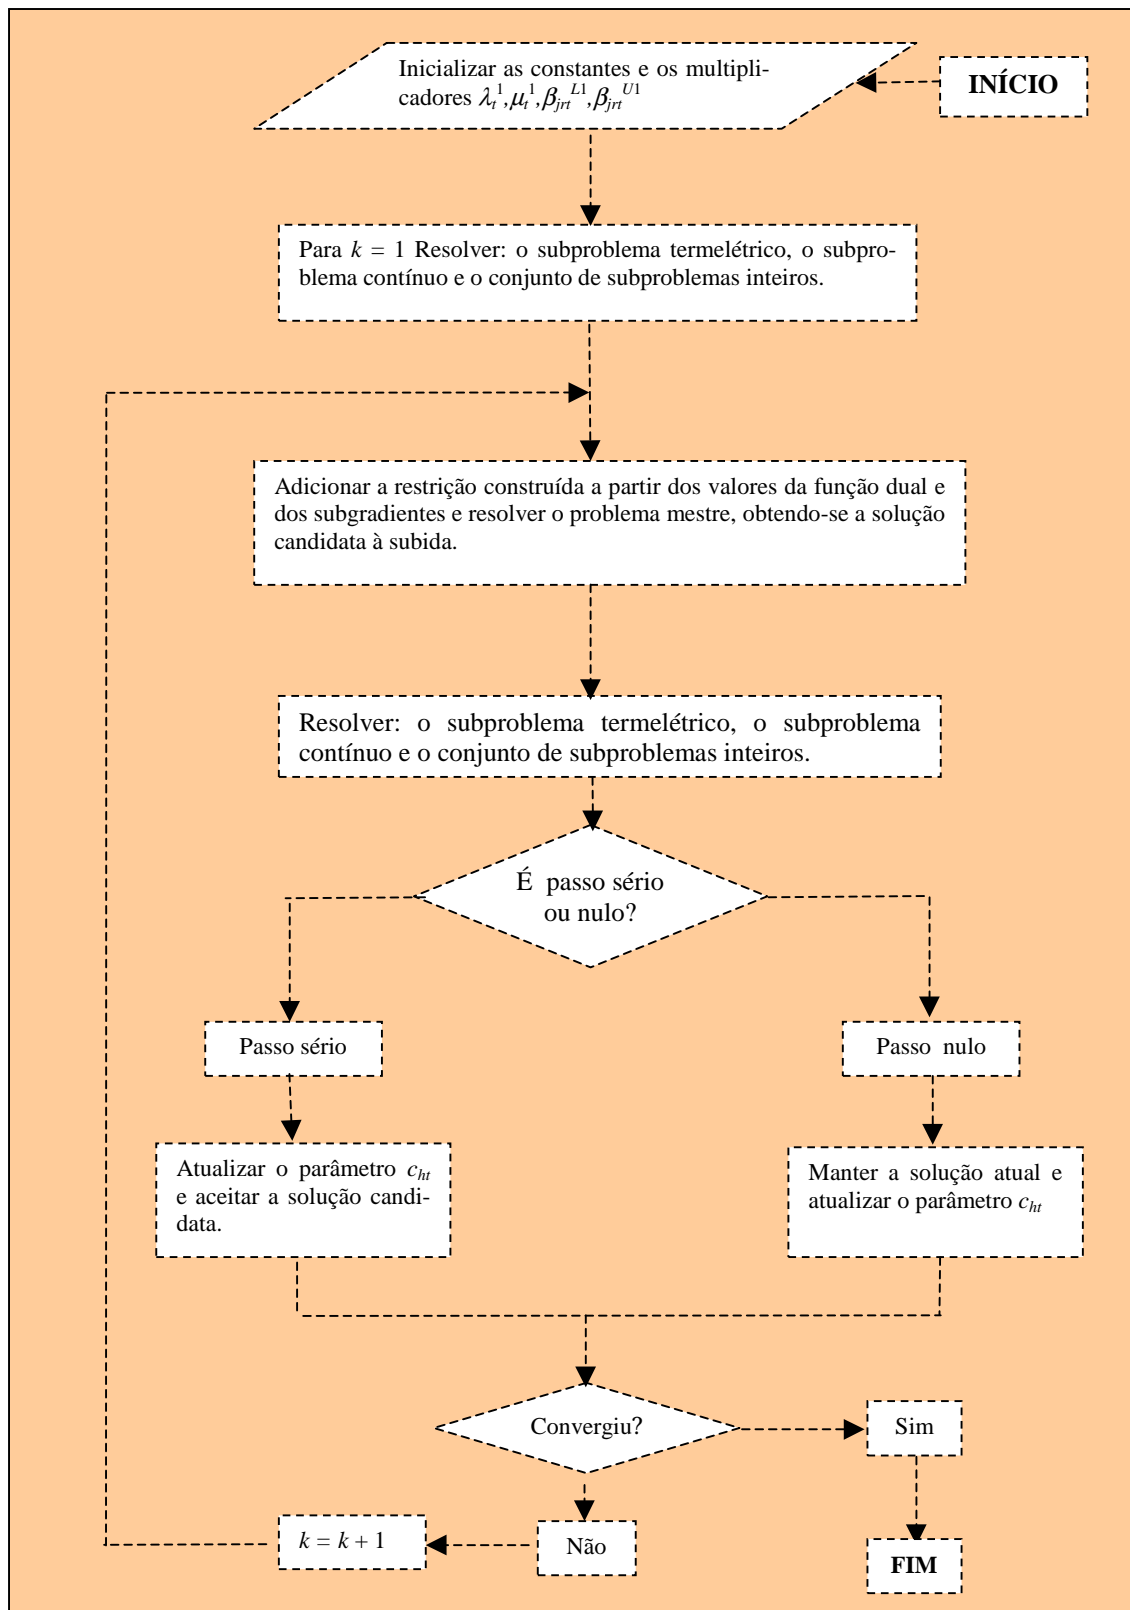 INÍCIO
Inicializar as constantes e os multipli-
cadores λt1,μt1,βjrtL1,βjrtU1
Para k = 1 Resolver: o subproblema termelétrico, o subpro-
blema contínuo e o conjunto de subproblemas inteiros.
Adicionar a restrição construída a partir dos valores da função dual e
dos subgradientes e resolver o problema mestre, obtendo-se a solução
candidata à subida.
Resolver: o subproblema termelétrico, o subproblema
contínuo e o conjunto de subproblemas inteiros.
É passo sério
ou nulo?
Passo sério
Passo nulo
Atualizar o parâmetro cht
e aceitar a solução candi-
data.
Manter a solução atual e
atualizar o parâmetro cht
Convergiu?
Sim
Não
k = k + 1
FIM